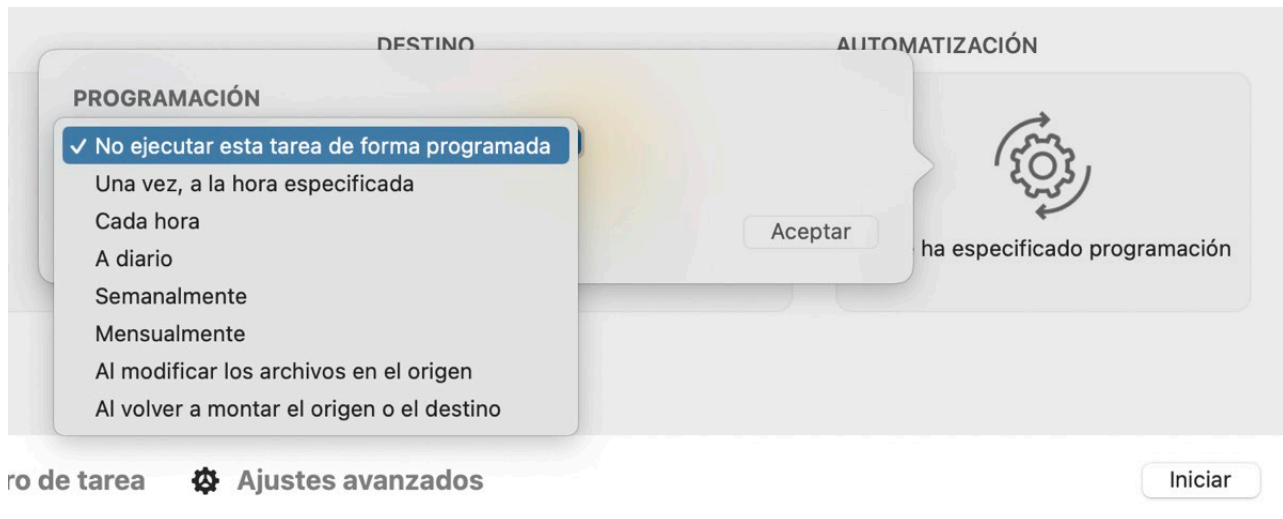 DESTINO
AUTOMATIZACIÓN
PROGRAMACIÓN
✓ No ejecutar esta tarea de forma programada
Una vez, a la hora especificada
Cada hora
A diario
Semanalmente
Mensualmente
Al modificar los archivos en el origen
Al volver a montar el origen o el destino
Aceptar
ha especificado programación
de tarea
Ajustes avanzados
Iniciar